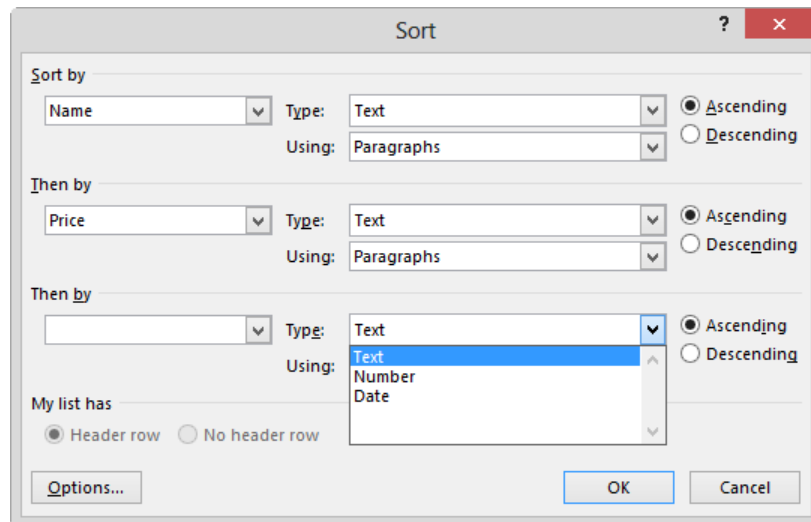 Sort ?
Sort by
Name Type: Text Ascending
Using: Paragraphs Descending
Then by
Price Type: Text Ascending
Using: Paragraphs Descending
Then by
Type: Text Ascending
Using: Text Descending
Number
Date
My list has
Header row No header row
Options... OK Cancel